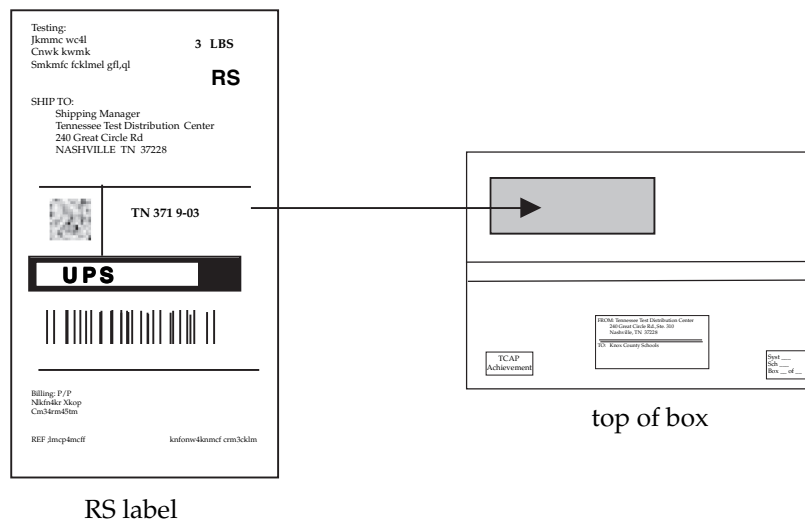 Testing:
Jkmmc wc4l
Cnwk kwmk
Smkmfc fcklmel gfl,ql
3 LBS
RS
SHIP TO:
Shipping Manager
Tennessee Test Distribution Center
240 Great Circle Rd
NASHVILLE TN 37228
TN 371 9-03
UPS
Billing: P/P
Nlkfn4kr Xkop
Cm34rm45tm
REF ;lmcp4mcff knfonw4knmcf crm3cklm
RS label
FROM: Tennessee Test Distribution Center
240 Great Circle Rd., Ste. 310
Nashville, TN 37228
TO: Knox County Schools
TCAP
Achievement
Syst ___
Sch ___
Box __ of __
top of box